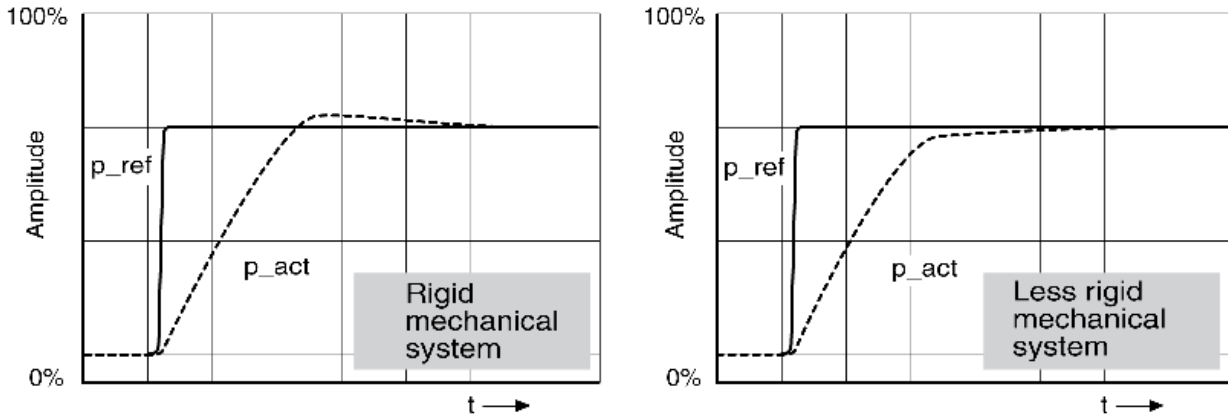 100%
Amplitude
p_ref
p_act
Rigid
mechanical
system
0%
t
100%
Amplitude
p_ref
p_act
Less rigid
mechanical
system
0%
t